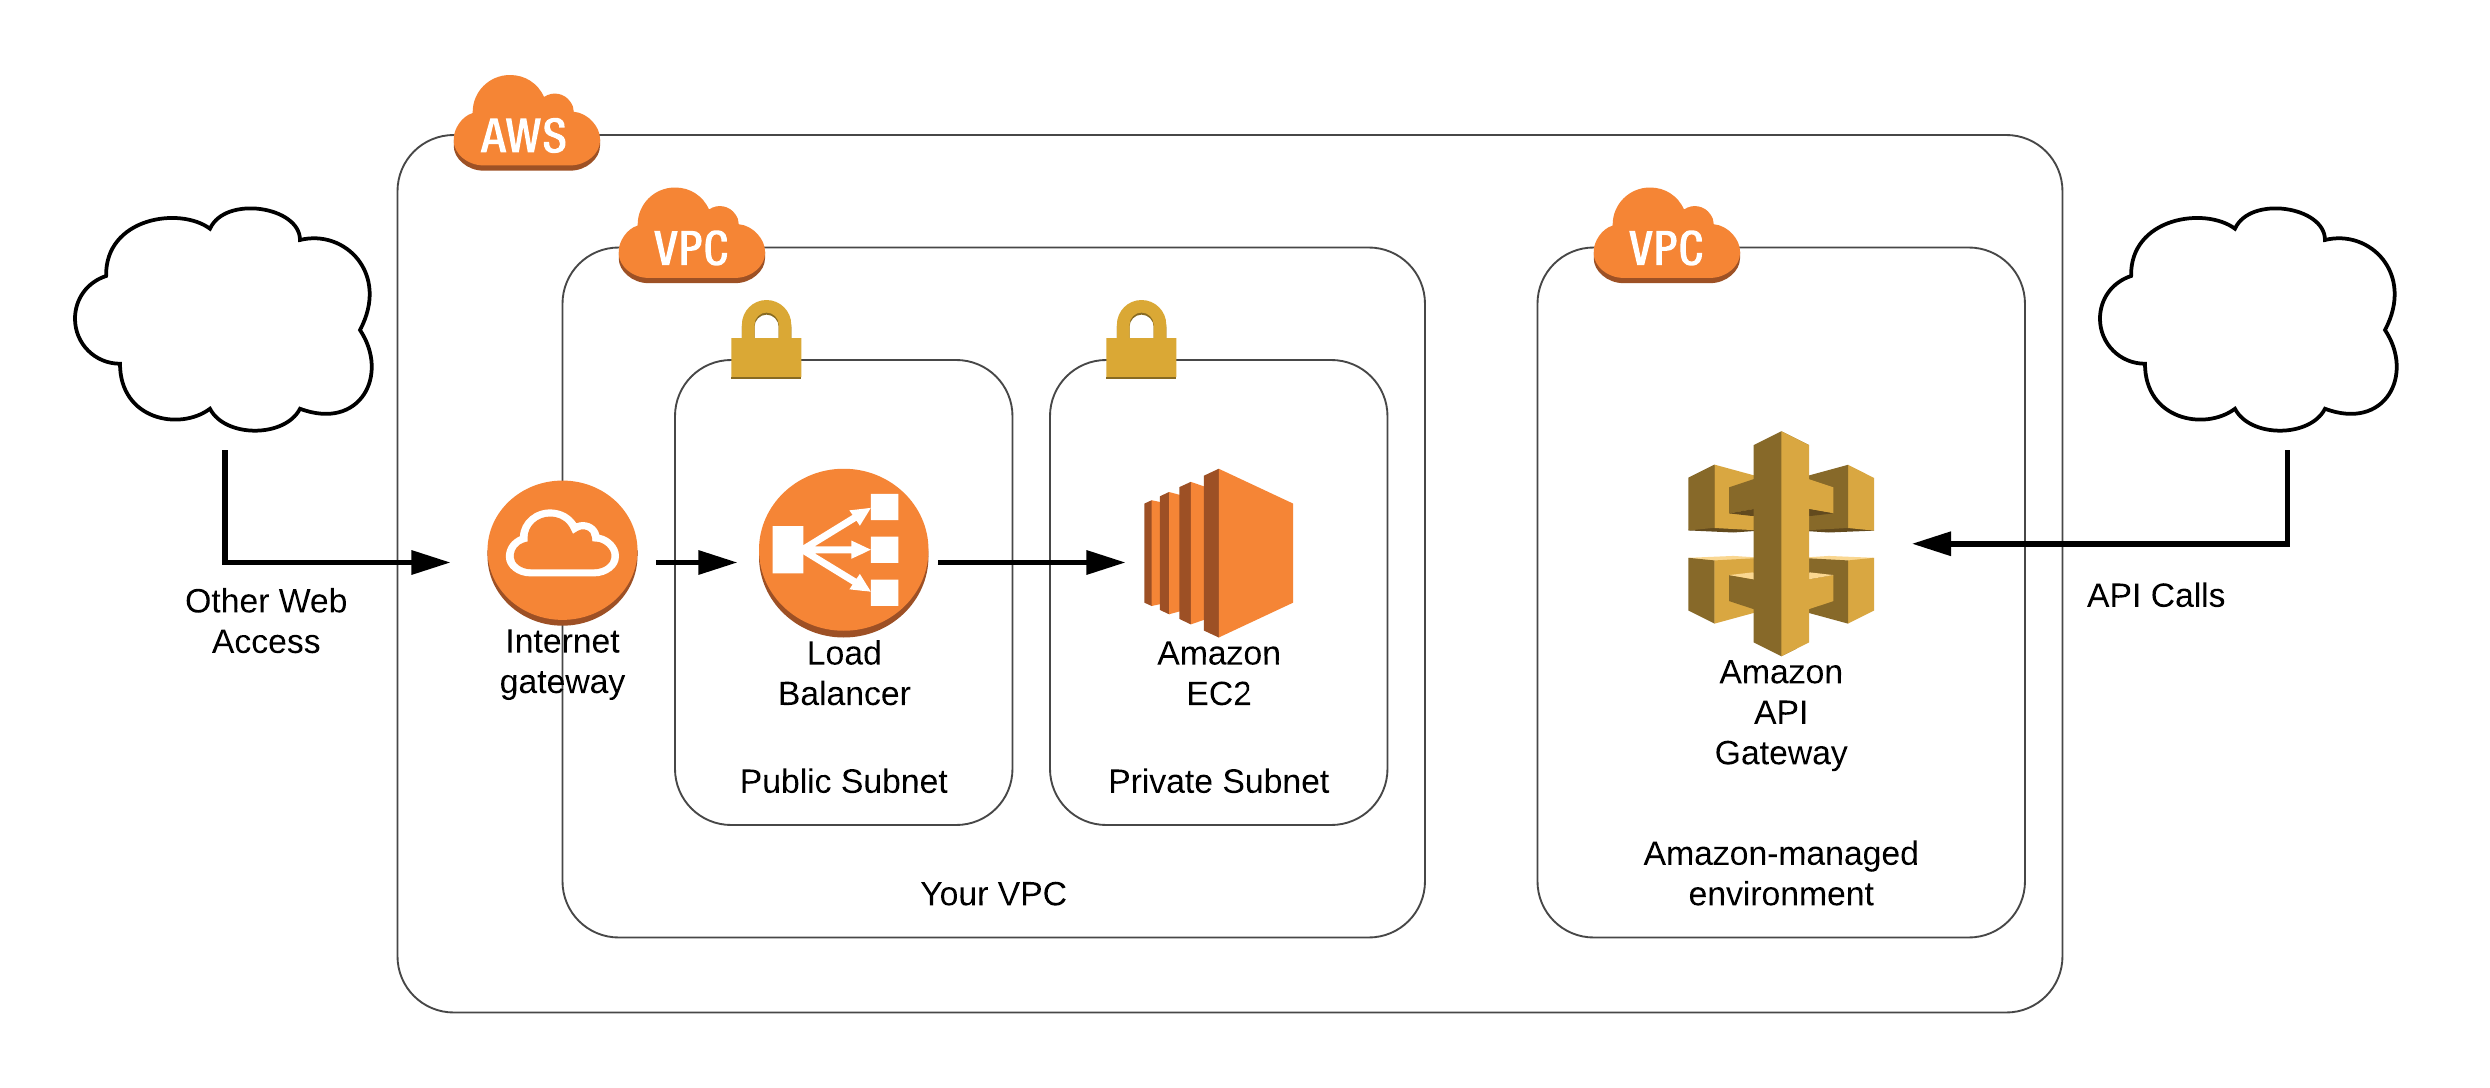 AWS
VPC
VPC
Other Web
Access
Internet
gateway
Load
Balancer
Public Subnet
Amazon
EC2
Private Subnet
Your VPC
Amazon
API
Gateway
Amazon-managed
environment
API Calls